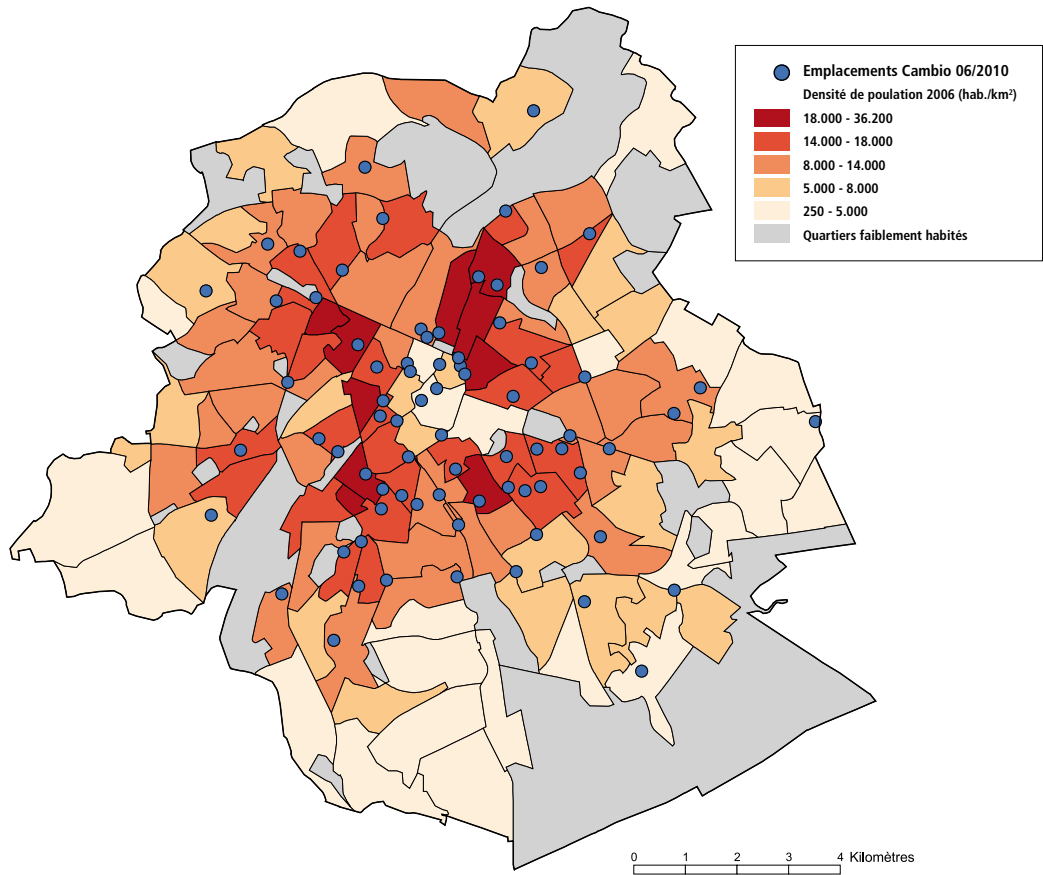 Emplacements Cambio 06/2010
Densité de poulation 2006 (hab./km²)
18.000 - 36.200
14.000 - 18.000
8.000 - 14.000
5.000 - 8.000
250 - 5.000
Quartiers faiblement habités
0 1 2 3 4 Kilomètres